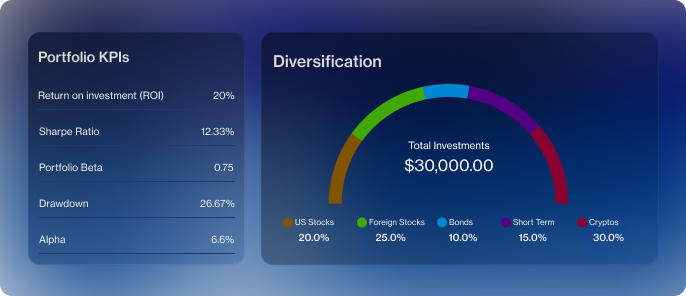 Portfolio KPIs
Return on investment (ROI) 20%
Sharpe Ratio 12.33%
Portfolio Beta 0.75
Drawdown 26.67%
Alpha 6.6%
Diversification
Total Investments
$30,000.00
US Stocks Foreign Stocks Bonds Short Term Cryptos
20.0% 25.0% 10.0% 15.0% 30.0%